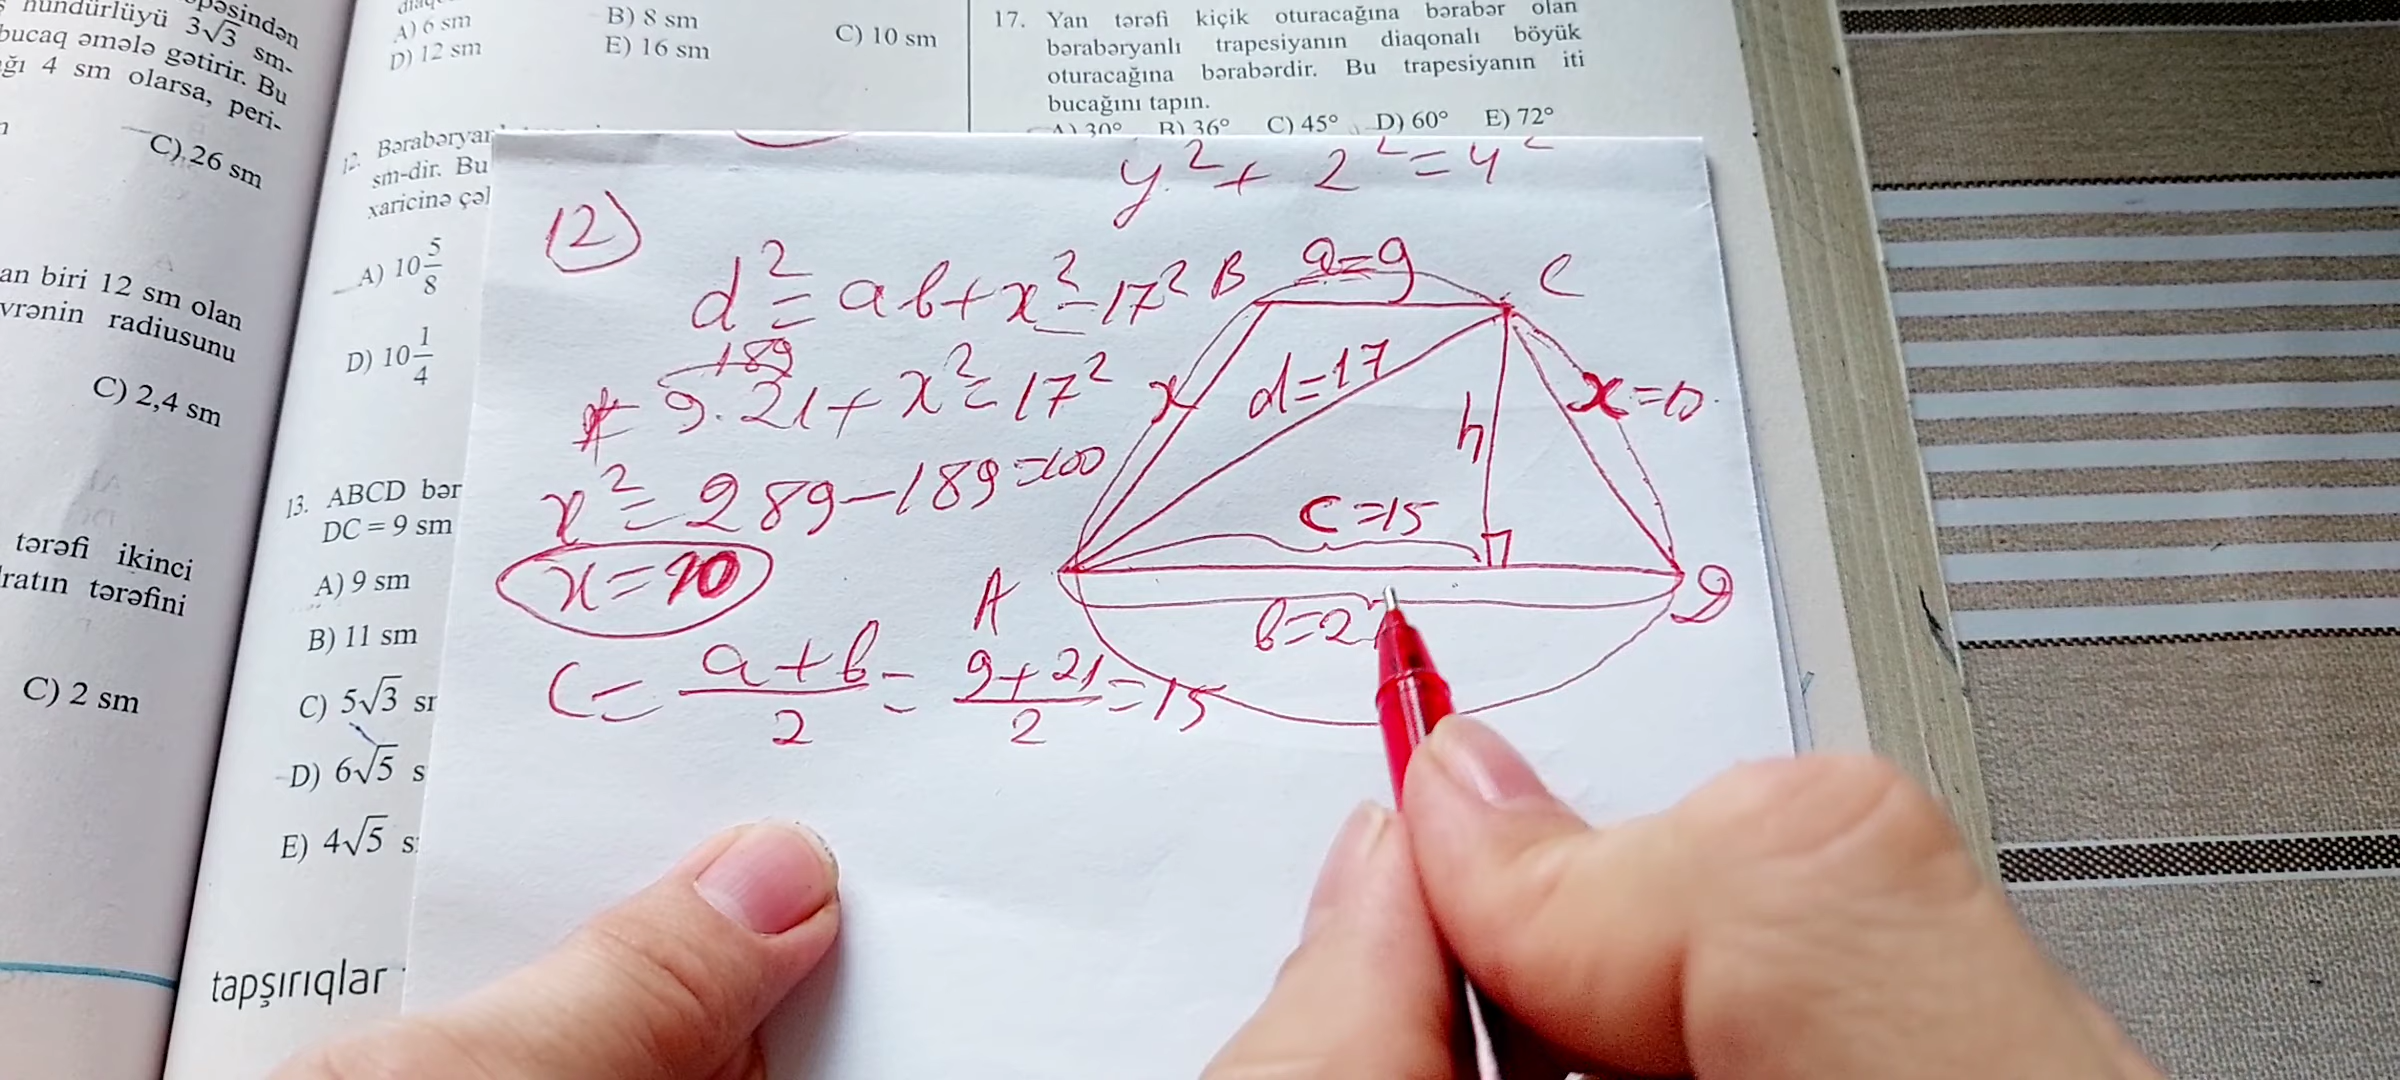 hündürlüyü 3√3 sm-
bucaq əmələ gətirir. Bu
4 sm olarsa, peri-
C) 26 sm
an biri 12 sm olan
vrənin radiusunu
C) 2,4 sm
tərəfi ikinci
ratın tərəfini
C) 2 sm
A) 6 sm
B) 8 sm
C) 10 sm
D) 12 sm
E) 16 sm
12. Bərabəryan
sm-dir. Bu
xaricinə çəl
A) 10 5/8
D) 10 1/4
13. ABCD bər
DC = 9 sm
A) 9 sm
B) 11 sm
C) 5√3 sr
D) 6√5 s
E) 4√5 s
tapşırıqlar
17. Yan tərəfi kiçik oturacağına bərabər olan
bərabəryanlı trapesiyanın diaqonalı böyük
oturacağına bərabərdir. Bu trapesiyanın iti
bucağını tapın.
A) 30° B) 36° C) 45° D) 60° E) 72°
y² + 2² = 4²
12
d² = ab + x² = 17²
189
9·21 + x² = 17²
x² = 289 − 189 = 100
x = 10
c = a+b/2 = 9+21/2 = 15
B a=9 C
x d=17 h x=10
c=15
A D
b=21